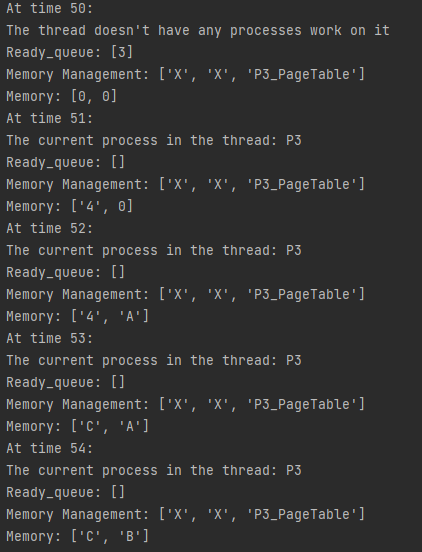 At time 50:
The thread doesn't have any processes work on it
Ready_queue: [3]
Memory Management: ['X', 'X', 'P3_PageTable']
Memory: [0, 0]
At time 51:
The current process in the thread: P3
Ready_queue: []
Memory Management: ['X', 'X', 'P3_PageTable']
Memory: ['4', 0]
At time 52:
The current process in the thread: P3
Ready_queue: []
Memory Management: ['X', 'X', 'P3_PageTable']
Memory: ['4', 'A']
At time 53:
The current process in the thread: P3
Ready_queue: []
Memory Management: ['X', 'X', 'P3_PageTable']
Memory: ['C', 'A']
At time 54:
The current process in the thread: P3
Ready_queue: []
Memory Management: ['X', 'X', 'P3_PageTable']
Memory: ['C', 'B']